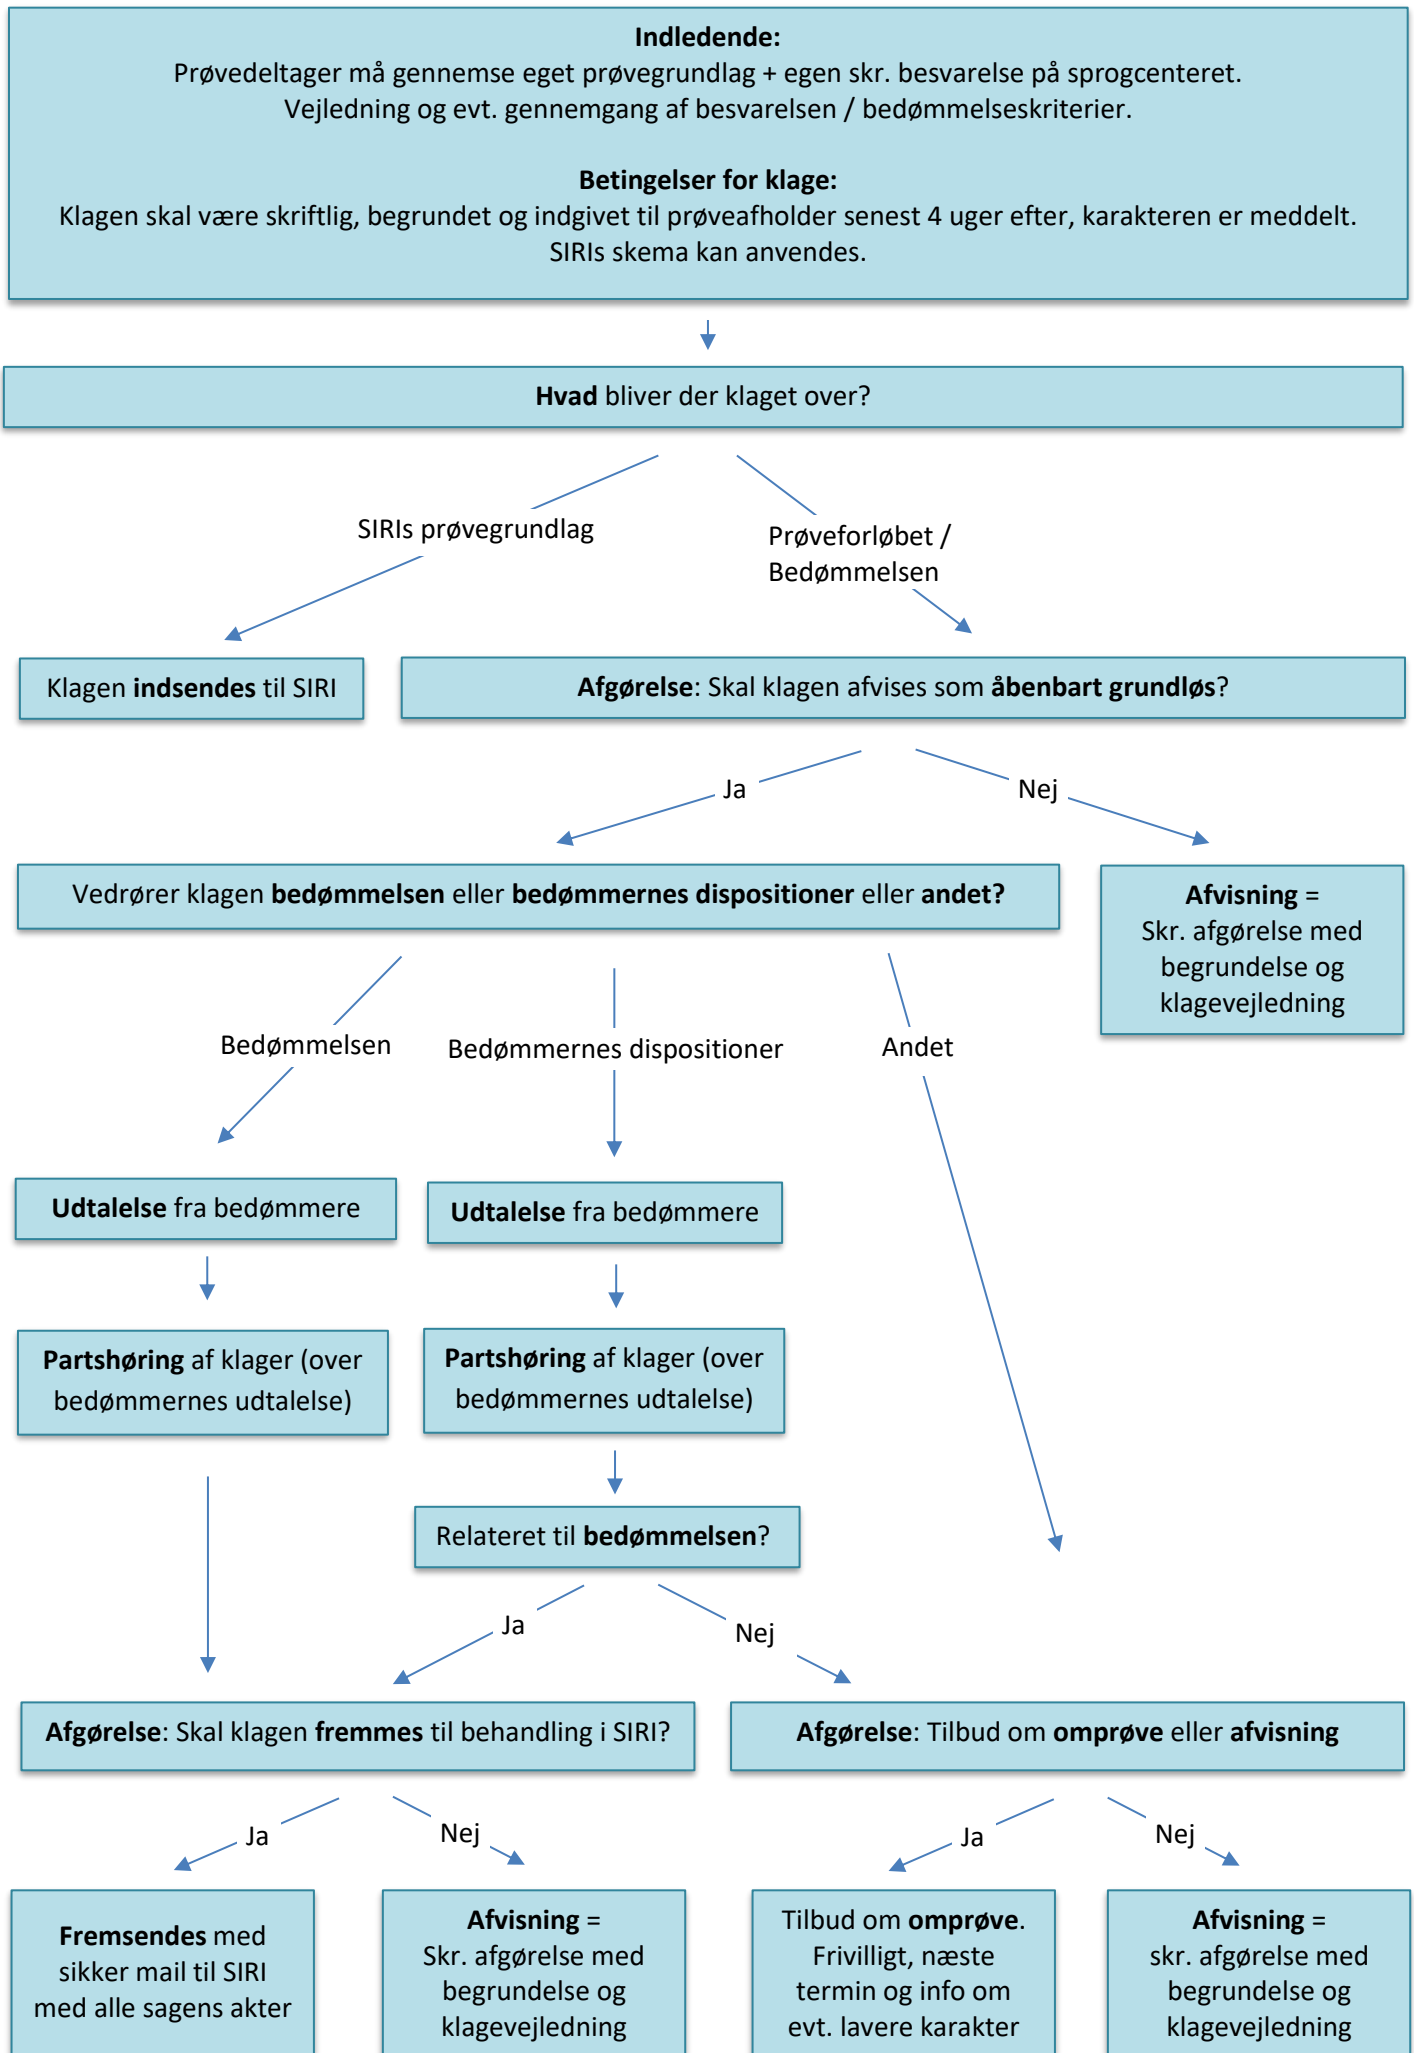 Indledende:
Prøvedeltager må gennemse eget prøvegrundlag + egen skr. besvarelse på sprogcenteret.
Vejledning og evt. gennemgang af besvarelsen / bedømmelseskriterier.
Betingelser for klage:
Klagen skal være skriftlig, begrundet og indgivet til prøveafholder senest 4 uger efter, karakteren er meddelt.
SIRIs skema kan anvendes.
Hvad bliver der klaget over?
SIRIs prøvegrundlag
Prøveforløbet /
Bedømmelsen
Klagen indsendes til SIRI
Afgørelse: Skal klagen afvises som åbenbart grundløs?
Ja
Nej
Vedrører klagen bedømmelsen eller bedømmernes dispositioner eller andet?
Afvisning =
Skr. afgørelse med
begrundelse og
klagevejledning
Bedømmelsen
Bedømmernes dispositioner
Andet
Udtalelse fra bedømmere
Udtalelse fra bedømmere
Partshøring af klager (over
bedømmernes udtalelse)
Partshøring af klager (over
bedømmernes udtalelse)
Relateret til bedømmelsen?
Ja
Nej
Afgørelse: Skal klagen fremmes til behandling i SIRI?
Afgørelse: Tilbud om omprøve eller afvisning
Ja
Nej
Ja
Nej
Fremsendes med
sikker mail til SIRI
med alle sagens akter
Afvisning =
Skr. afgørelse med
begrundelse og
klagevejledning
Tilbud om omprøve.
Frivilligt, næste
termin og info om
evt. lavere karakter
Afvisning =
skr. afgørelse med
begrundelse og
klagevejledning